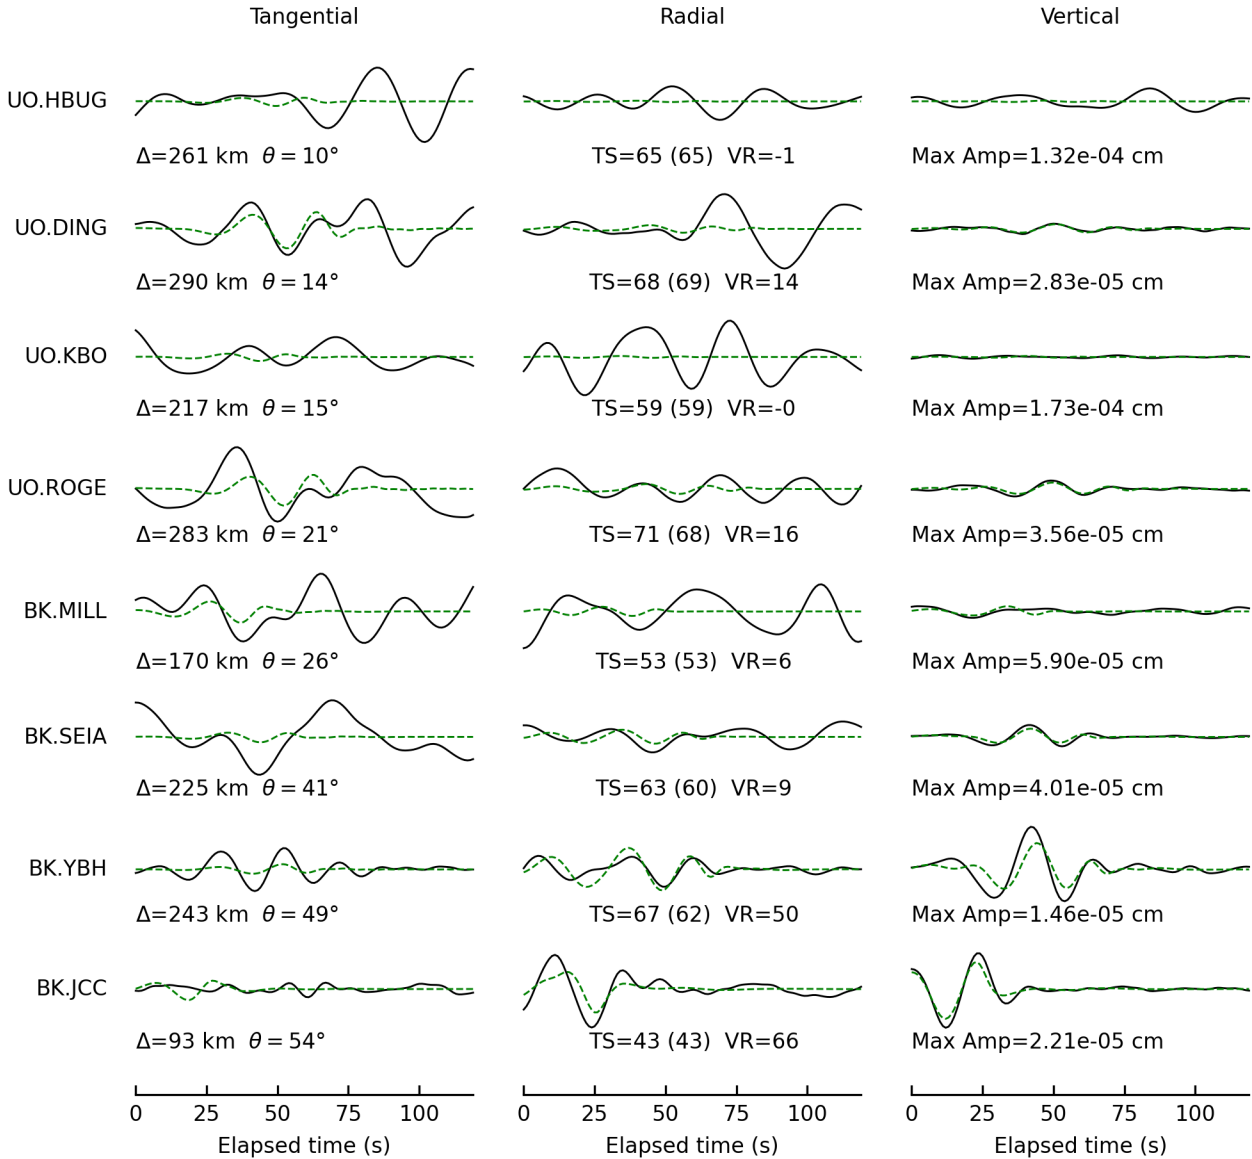 Tangential Radial Vertical
UO.HBUG
Δ=261 km θ = 10° TS=65 (65) VR=-1 Max Amp=1.32e-04 cm
UO.DING
Δ=290 km θ = 14° TS=68 (69) VR=14 Max Amp=2.83e-05 cm
UO.KBO
Δ=217 km θ = 15° TS=59 (59) VR=-0 Max Amp=1.73e-04 cm
UO.ROGE
Δ=283 km θ = 21° TS=71 (68) VR=16 Max Amp=3.56e-05 cm
BK.MILL
Δ=170 km θ = 26° TS=53 (53) VR=6 Max Amp=5.90e-05 cm
BK.SEIA
Δ=225 km θ = 41° TS=63 (60) VR=9 Max Amp=4.01e-05 cm
BK.YBH
Δ=243 km θ = 49° TS=67 (62) VR=50 Max Amp=1.46e-05 cm
BK.JCC
Δ=93 km θ = 54° TS=43 (43) VR=66 Max Amp=2.21e-05 cm
0 25 50 75 100 0 25 50 75 100 0 25 50 75 100
Elapsed time (s) Elapsed time (s) Elapsed time (s)